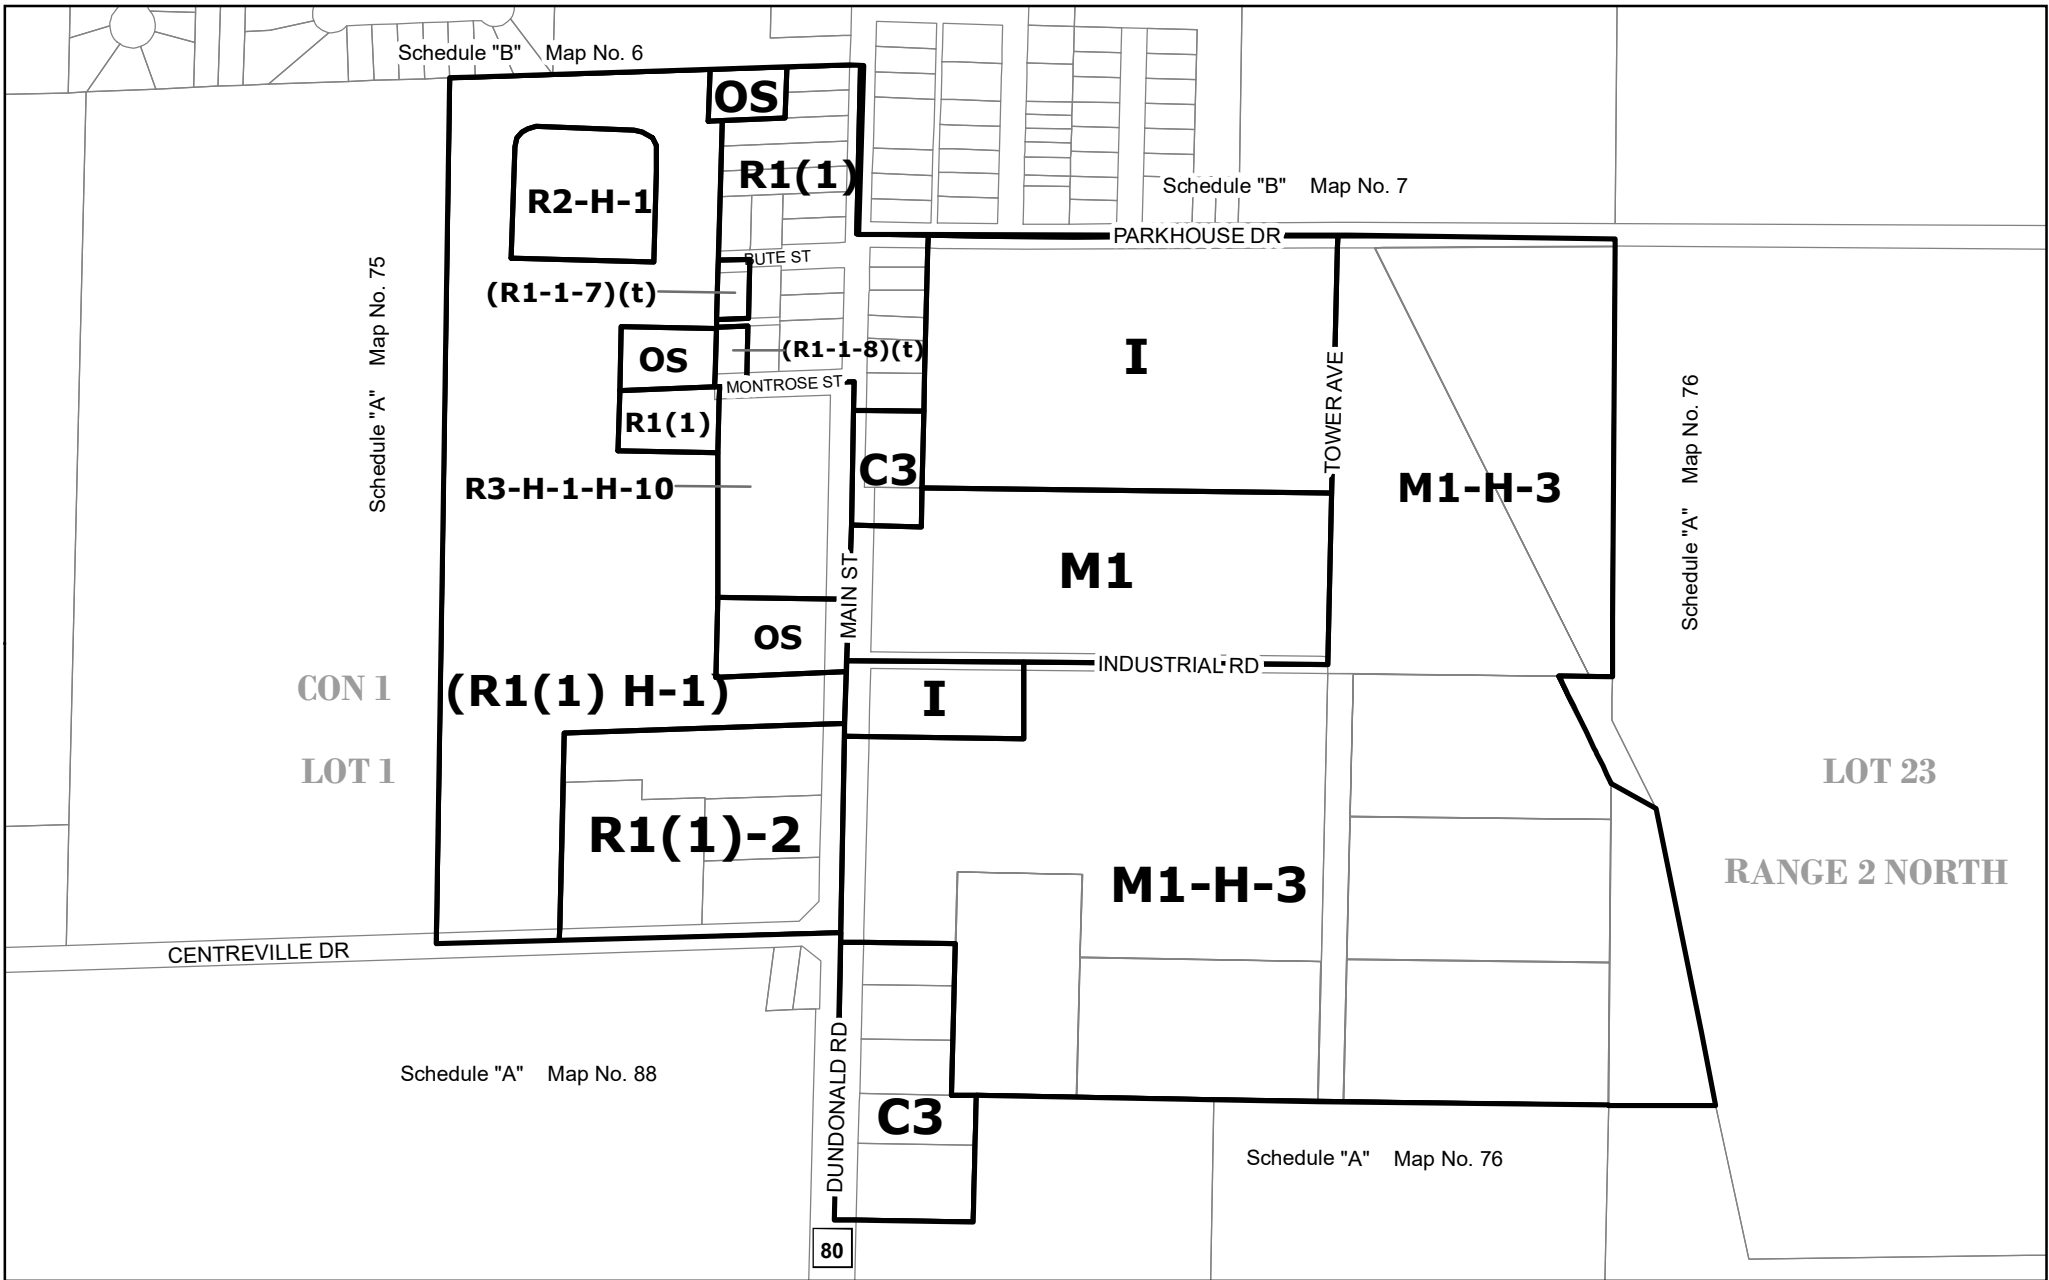 Schedule "B" Map No. 6
OS
R1(1)
R2-H-1
Schedule "B" Map No. 7
PARKHOUSE DR
BUTE ST
(R1-1-7)(t)
Schedule "A" Map No. 75
OS
(R1-1-8)(t)
I
MONTROSE ST
TOWER AVE
R1(1)
C3
R3-H-1-H-10
M1-H-3
Schedule "A" Map No. 76
M1
MAIN ST
OS
INDUSTRIAL RD
CON 1
(R1(1) H-1)
I
LOT 1
LOT 23
R1(1)-2
RANGE 2 NORTH
M1-H-3
CENTREVILLE DR
Schedule "A" Map No. 88
DUNDONALD RD
C3
Schedule "A" Map No. 76
80